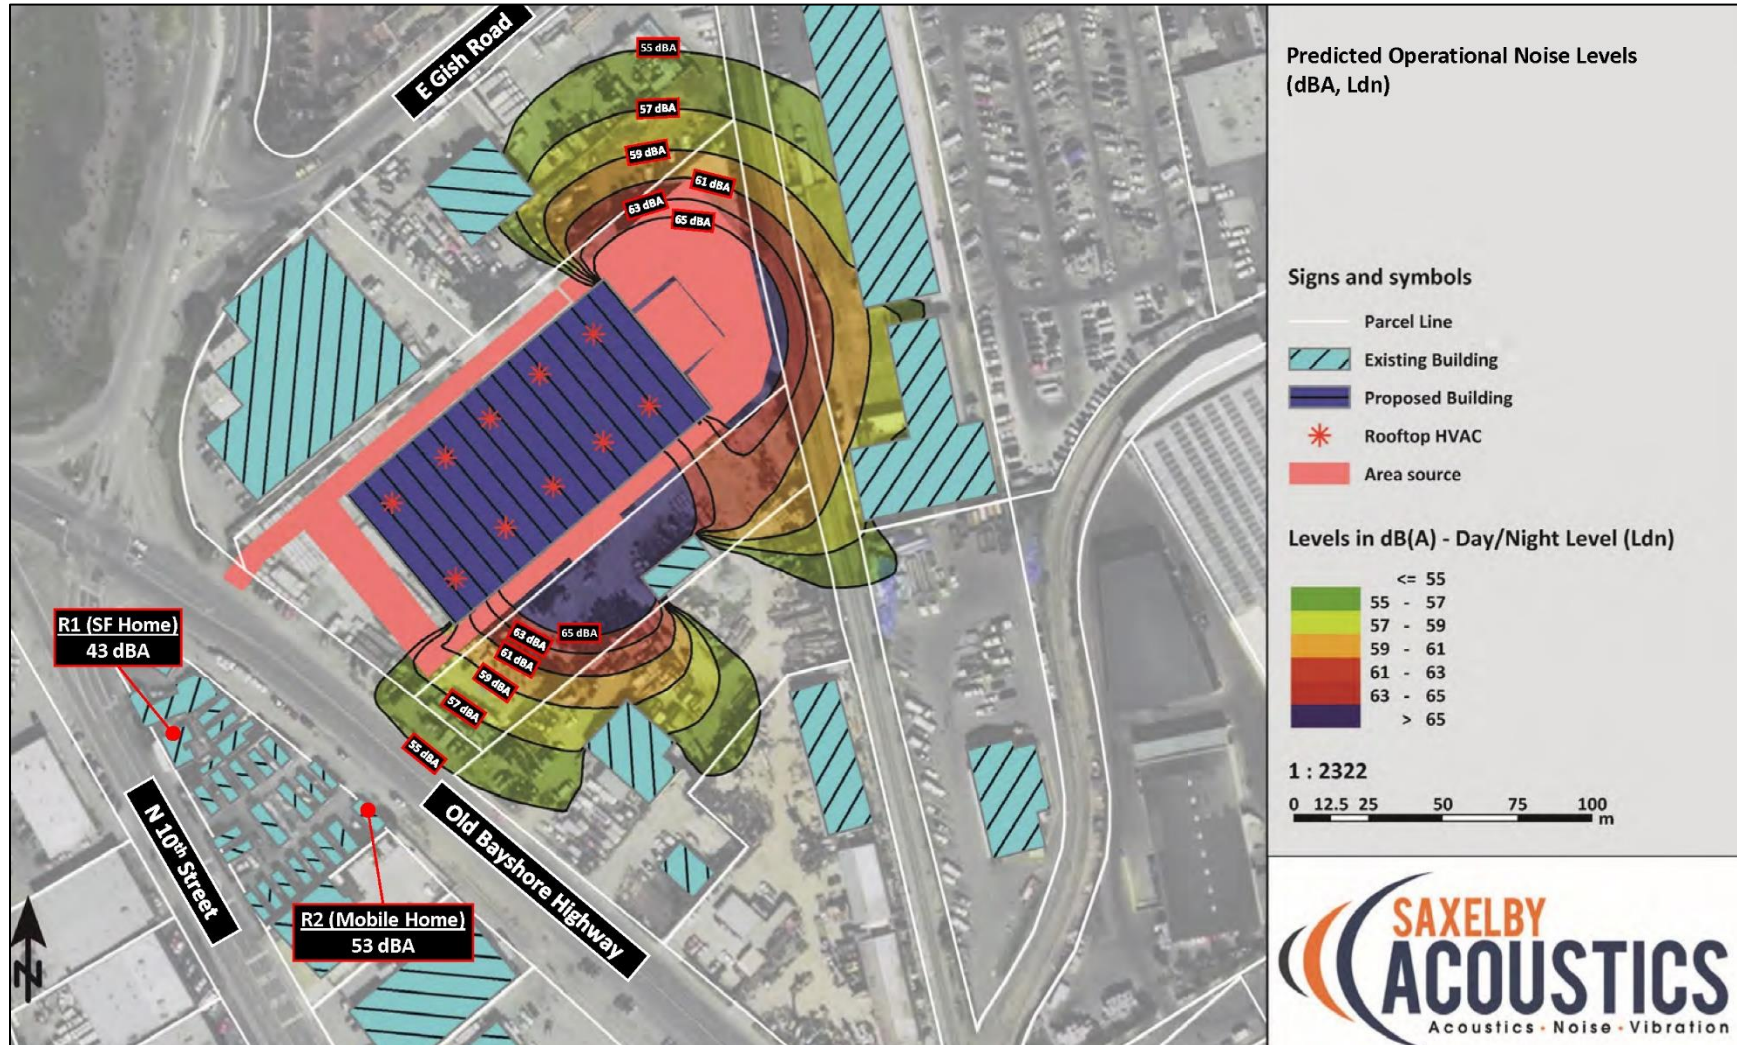 E Gish Road
55 dBA
57 dBA
59 dBA
61 dBA
63 dBA
65 dBA
63 dBA
65 dBA
61 dBA
59 dBA
57 dBA
55 dBA
R1 (SF Home)
43 dBA
N 10th Street
R2 (Mobile Home)
53 dBA
Old Bayshore Highway
N
Predicted Operational Noise Levels
(dBA, Ldn)
Signs and symbols
Parcel Line
Existing Building
Proposed Building
Rooftop HVAC
Area source
Levels in dB(A) - Day/Night Level (Ldn)
<= 55
55 - 57
57 - 59
59 - 61
61 - 63
63 - 65
> 65
1 : 2322
0 12.5 25 50 75 100
m
SAXELBY
ACOUSTICS
Acoustics • Noise • Vibration